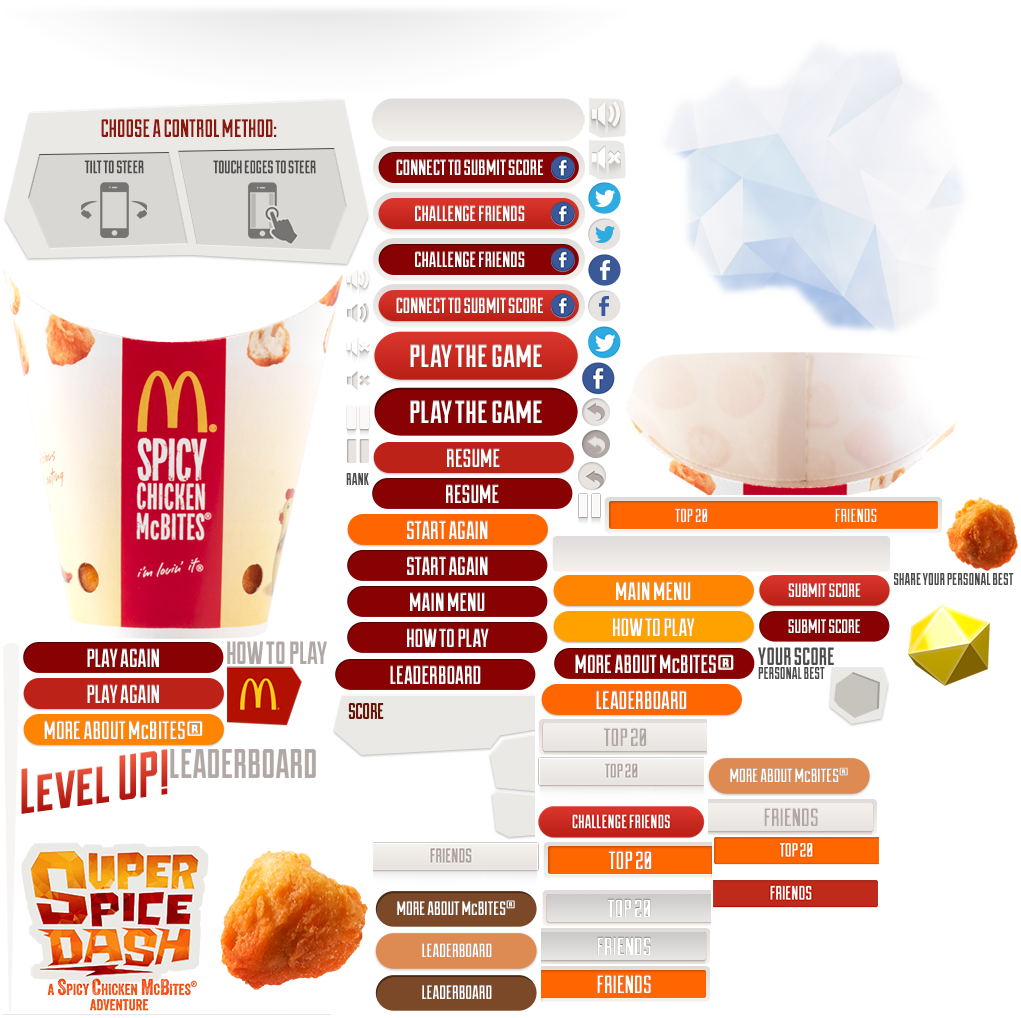 CHOOSE A CONTROL METHOD:
TILT TO STEER
TOUCH EDGES TO STEER
CONNECT TO SUBMIT SCORE
CHALLENGE FRIENDS
CHALLENGE FRIENDS
CONNECT TO SUBMIT SCORE
PLAY THE GAME
PLAY THE GAME
RESUME
RANK
RESUME
SPICY
CHICKEN
McBITES®
i'm lovin' it®
TOP 20
FRIENDS
START AGAIN
START AGAIN
MAIN MENU
HOW TO PLAY
LEADERBOARD
SHARE YOUR PERSONAL BEST
MAIN MENU
SUBMIT SCORE
HOW TO PLAY
SUBMIT SCORE
MORE ABOUT McBITES®
YOUR SCORE
PERSONAL BEST
LEADERBOARD
PLAY AGAIN
HOW TO PLAY
PLAY AGAIN
MORE ABOUT McBITES®
SCORE
LEVEL UP!
LEADERBOARD
TOP 20
TOP 20
MORE ABOUT McBITES®
CHALLENGE FRIENDS
FRIENDS
FRIENDS
TOP 20
TOP 20
FRIENDS
MORE ABOUT McBITES®
TOP 20
LEADERBOARD
FRIENDS
LEADERBOARD
FRIENDS
SUPER
SPICE
DASH
A SPICY CHICKEN McBITES®
ADVENTURE